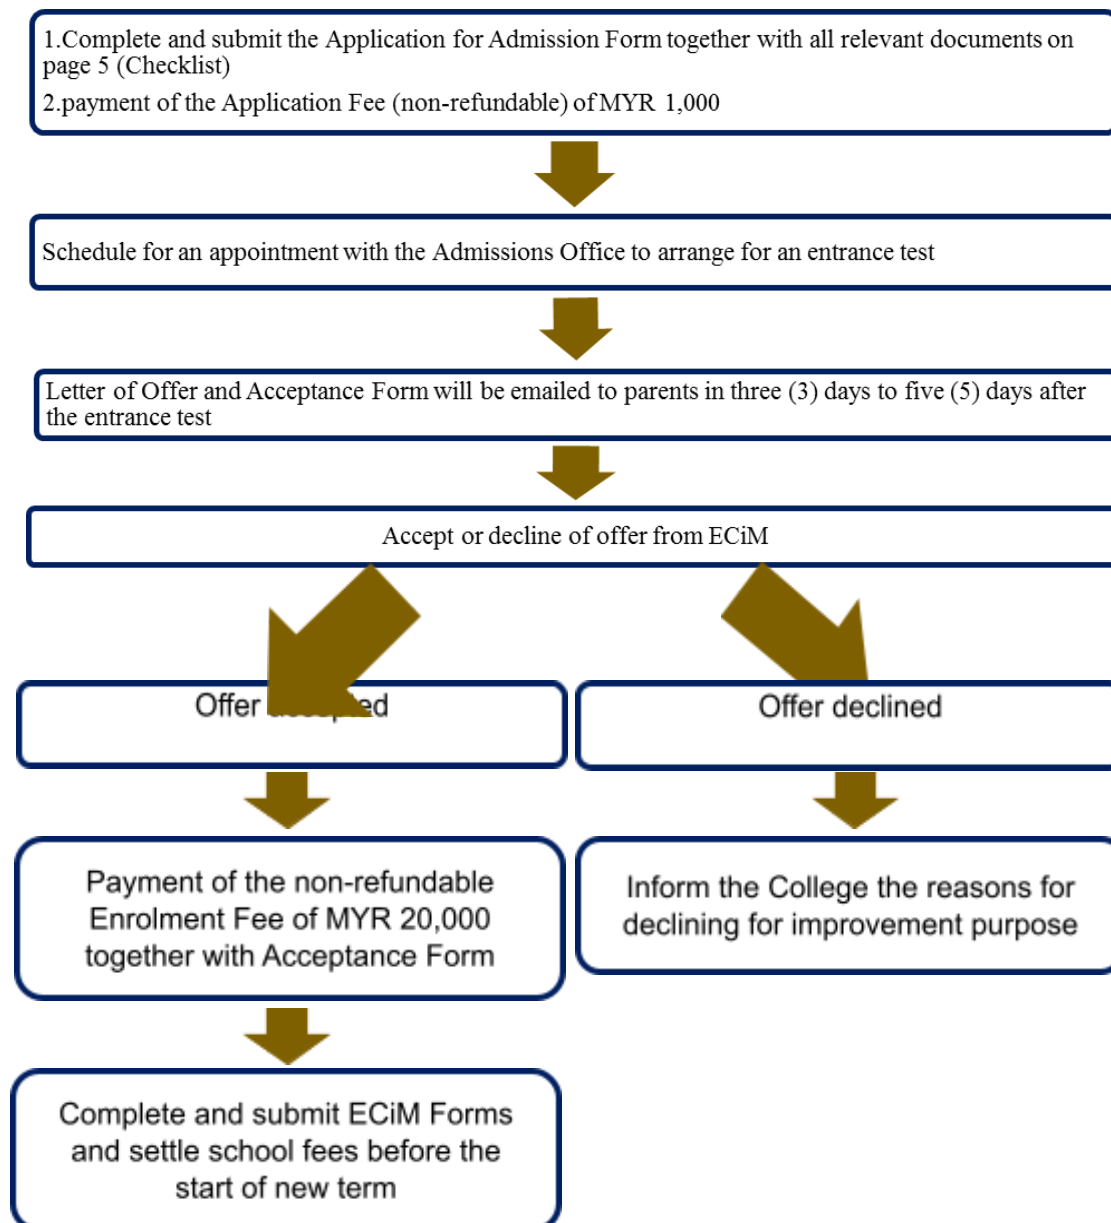 1.Complete and submit the Application for Admission Form together with all relevant documents on
page 5 (Checklist)
2.payment of the Application Fee (non-refundable) of MYR 1,000
Schedule for an appointment with the Admissions Office to arrange for an entrance test
Letter of Offer and Acceptance Form will be emailed to parents in three (3) days to five (5) days after
the entrance test
Accept or decline of offer from ECiM
Offer accepted
Offer declined
Payment of the non-refundable
Enrolment Fee of MYR 20,000
together with Acceptance Form
Inform the College the reasons for
declining for improvement purpose
Complete and submit ECiM Forms
and settle school fees before the
start of new term